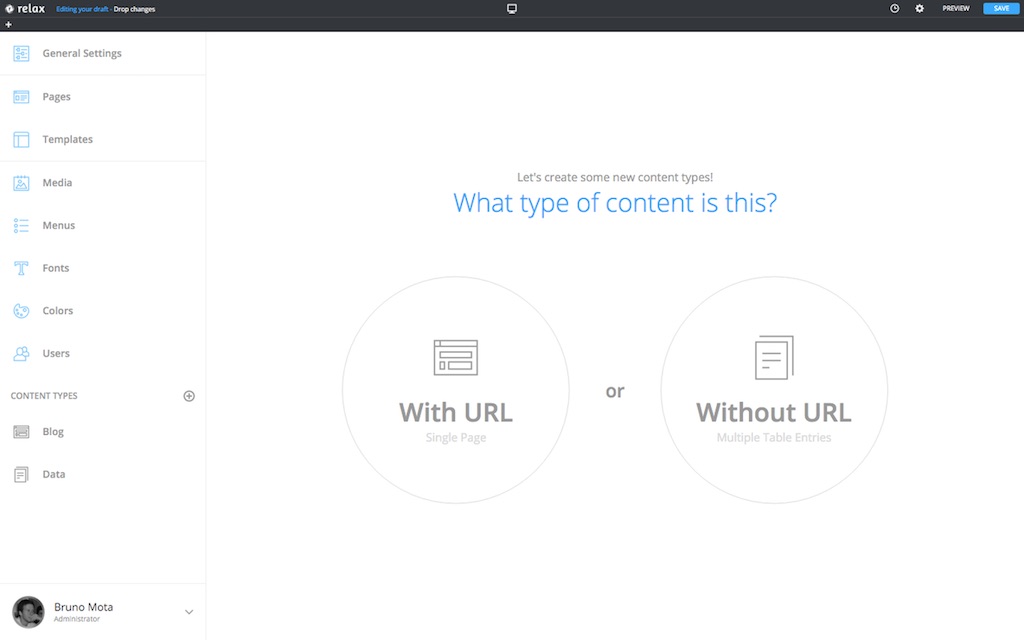 relax Editing your draft · Drop changes PREVIEW SAVE
General Settings
Pages
Templates
Media
Menus
Fonts
Colors
Users
CONTENT TYPES
Blog
Data
Bruno Mota
Administrator
Let's create some new content types!
What type of content is this?
With URL
Single Page
or
Without URL
Multiple Table Entries